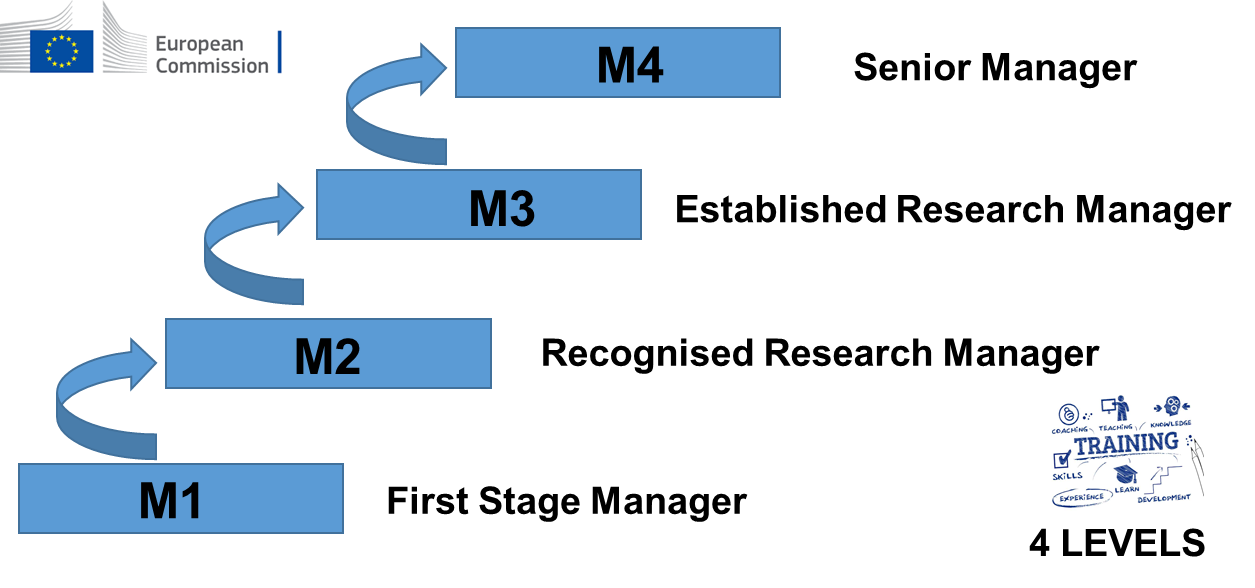 European
Commission
M4
Senior Manager
M3
Established Research Manager
M2
Recognised Research Manager
M1
First Stage Manager
COACHING
TEACHING
KNOWLEDGE
TRAINING
SKILLS
LEARN
EXPERIENCE
DEVELOPMENT
4 LEVELS